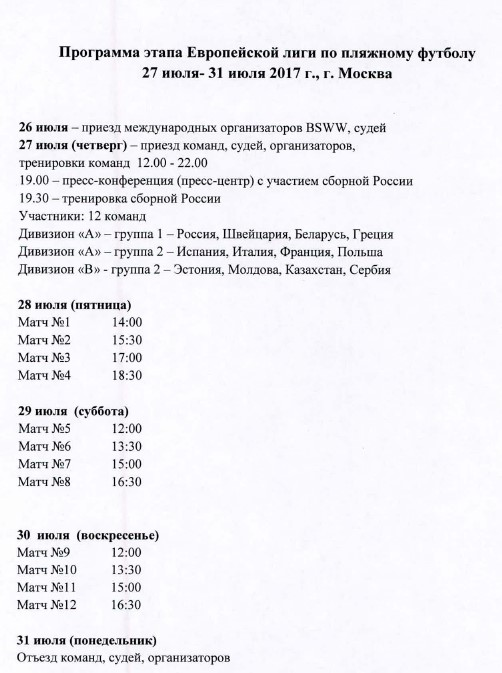 Программа этапа Европейской лиги по пляжному футболу
27 июля- 31 июля 2017 г., г. Москва
26 июля – приезд международных организаторов BSWW, судей
27 июля (четверг) – приезд команд, судей, организаторов,
тренировки команд 12.00 - 22.00
19.00 – пресс-конференция (пресс-центр) с участием сборной России
19.30 – тренировка сборной России
Участники: 12 команд
Дивизион «А» – группа 1 – Россия, Швейцария, Беларусь, Греция
Дивизион «А» – группа 2 – Испания, Италия, Франция, Польша
Дивизион «В» - группа 2 – Эстония, Молдова, Казахстан, Сербия
28 июля (пятница)
Матч №1 14:00
Матч №2 15:30
Матч №3 17:00
Матч №4 18:30
29 июля (суббота)
Матч №5 12:00
Матч №6 13:30
Матч №7 15:00
Матч №8 16:30
30 июля (воскресенье)
Матч №9 12:00
Матч №10 13:30
Матч №11 15:00
Матч №12 16:30
31 июля (понедельник)
Отъезд команд, судей, организаторов